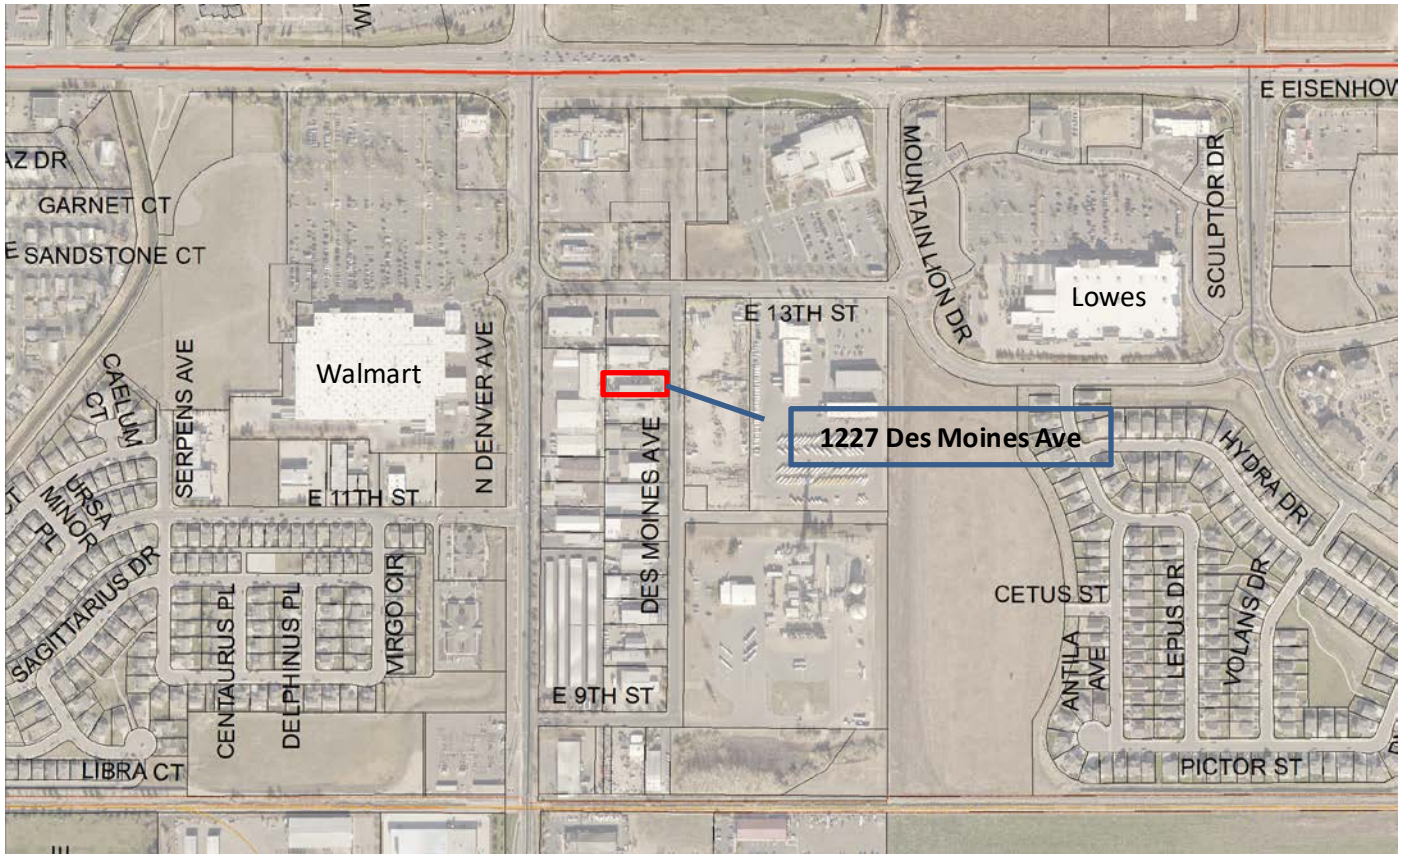 E EISENHOW
AZ DR
GARNET CT
SANDSTONE CT
MOUNTAIN LION DR
SCULPTOR DR
Lowes
E 13TH ST
Walmart
N DENVER AVE
SERPENS AVE
CAELUM
CT
1227 Des Moines Ave
DES MOINES AVE
HYDRA DR
E 11TH ST
URSA
MINOR
PL
SAGITTARIUS DR
CENTAURUS PL
DELPHINUS PL
VIRGO CIR
CETUS ST
ANTILA
AVE
LEPUS DR
VOLANS DR
E 9TH ST
LIBRA CT
PICTOR ST